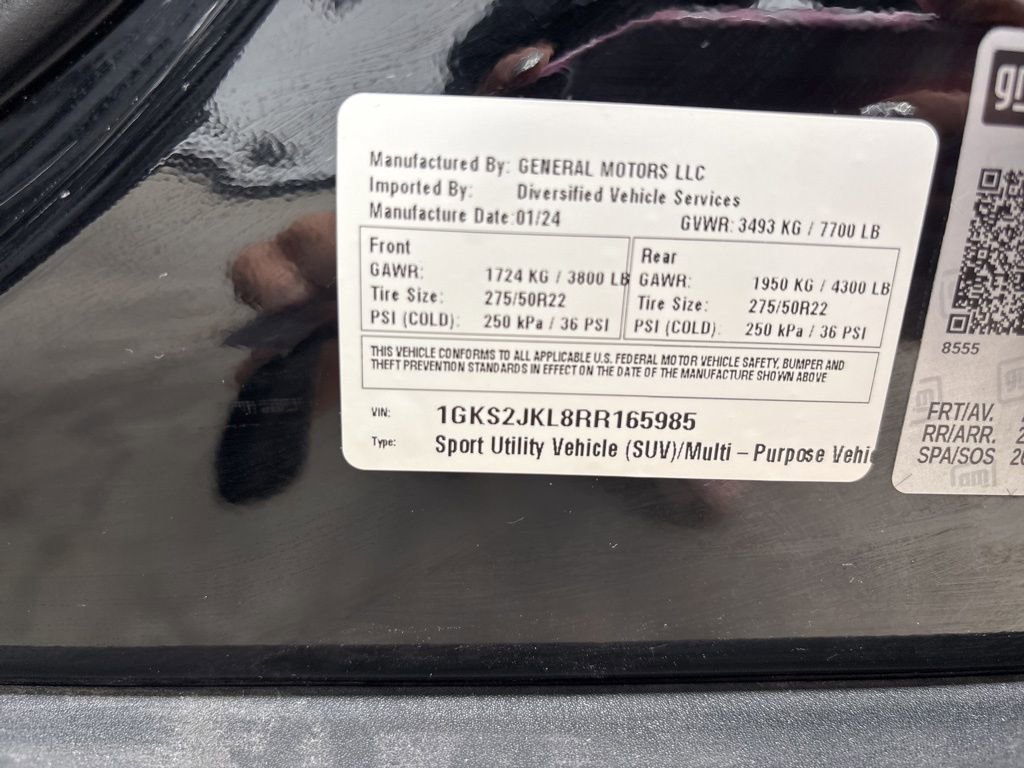 Manufactured By: GENERAL MOTORS LLC
Imported By: Diversified Vehicle Services
Manufacture Date: 01/24
GVWR: 3493 KG / 7700 LB
Front
GAWR: 1724 KG / 3800 LB
Tire Size: 275/50R22
PSI (COLD): 250 kPa / 36 PSI
Rear
GAWR: 1950 KG / 4300 LB
Tire Size: 275/50R22
PSI (COLD): 250 kPa / 36 PSI
THIS VEHICLE CONFORMS TO ALL APPLICABLE U.S. FEDERAL MOTOR VEHICLE SAFETY, BUMPER AND
THEFT PREVENTION STANDARDS IN EFFECT ON THE DATE OF THE MANUFACTURE SHOWN ABOVE
VIN: 1GKS2JKL8RR165985
Type: Sport Utility Vehicle (SUV)/Multi - Purpose Vehi
gm
8555
FRT/AV.
RR/ARR.
SPA/SOS